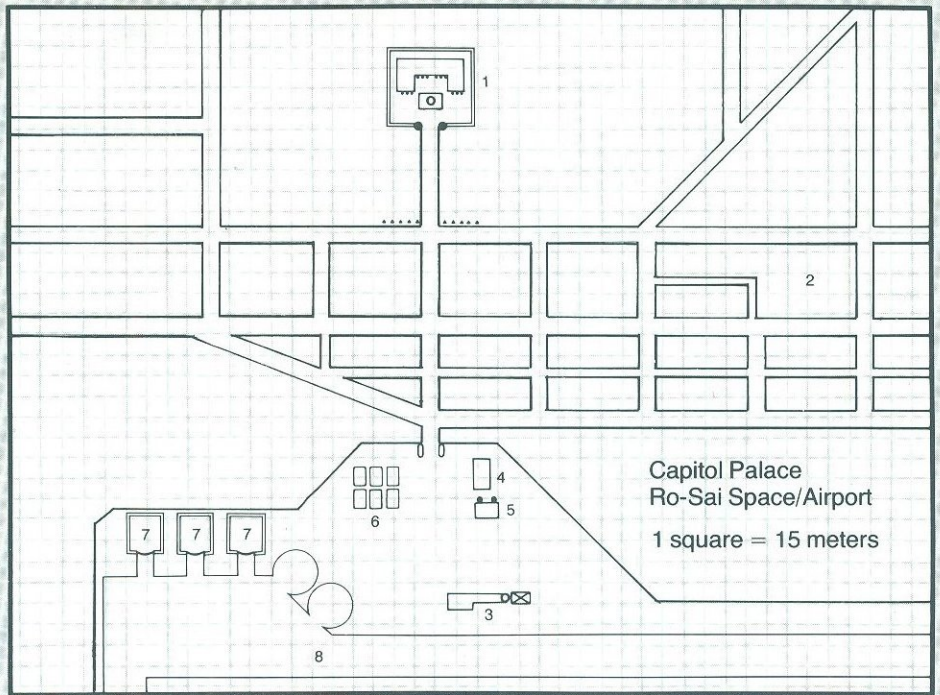 1
2
Capitol Palace
Ro-Sai Space/Airport
1 square = 15 meters
4
5
6
7 7 7
3
8